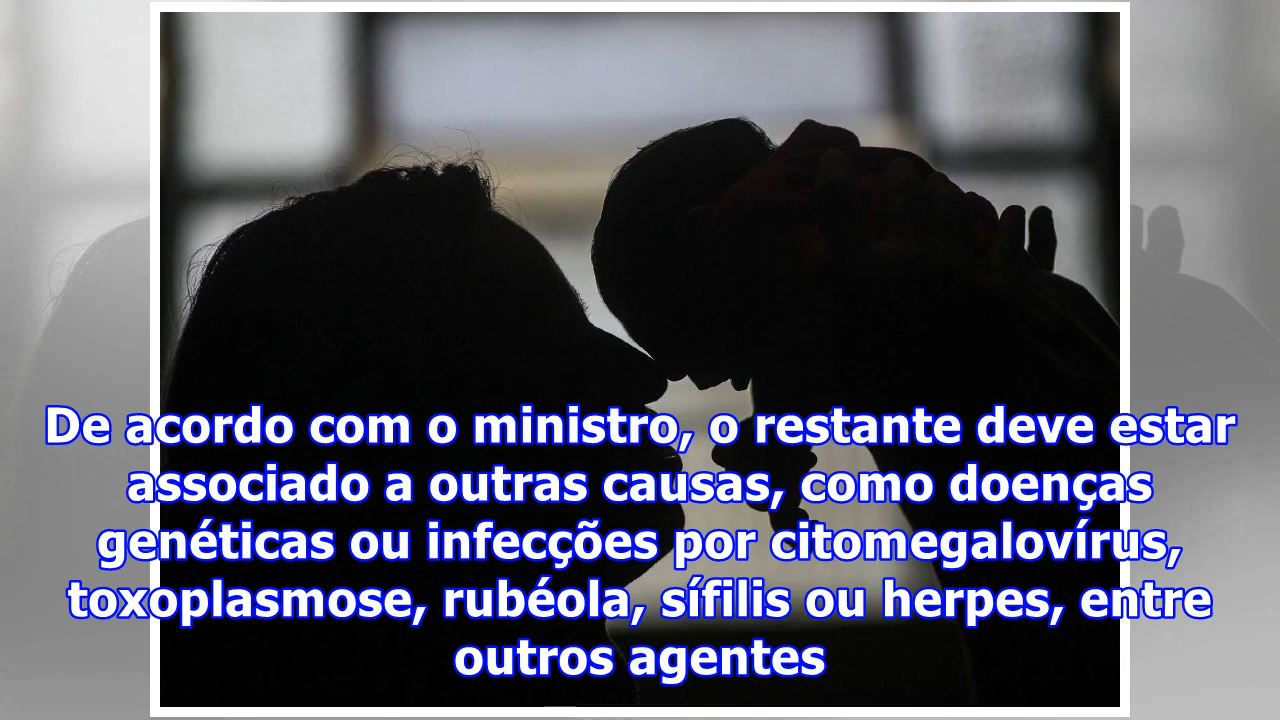 De acordo com o ministro, o restante deve estar
associado a outras causas, como doenças
genéticas ou infecções por citomegalovírus,
toxoplasmose, rubéola, sífilis ou herpes, entre
outros agentes